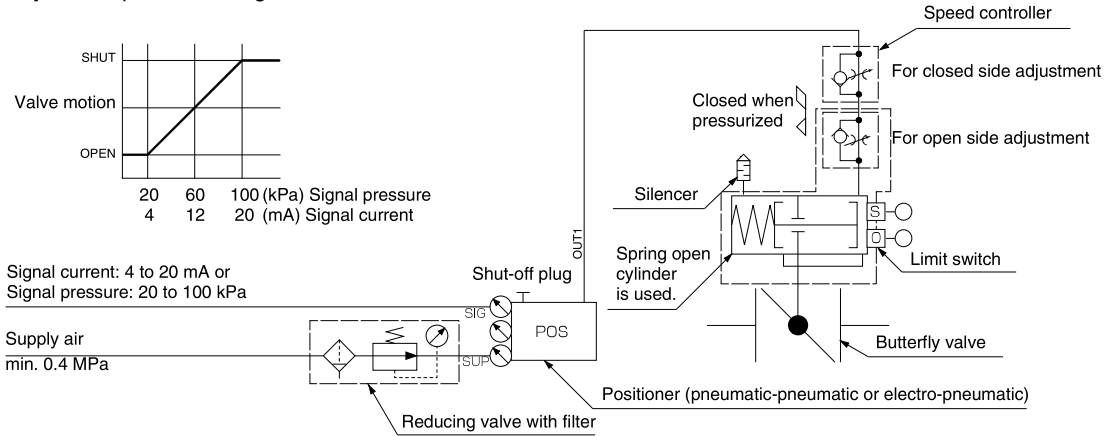 Speed controller
SHUT
Valve motion
OPEN
20 60 100 (kPa) Signal pressure
4 12 20 (mA) Signal current
For closed side adjustment
Closed when
pressurized
For open side adjustment
Silencer
S
O
Limit switch
OUT1
Spring open
cylinder
is used.
Signal current: 4 to 20 mA or
Signal pressure: 20 to 100 kPa
Shut-off plug
SIG
POS
Supply air
min. 0.4 MPa
SUP
Butterfly valve
Positioner (pneumatic-pneumatic or electro-pneumatic)
Reducing valve with filter